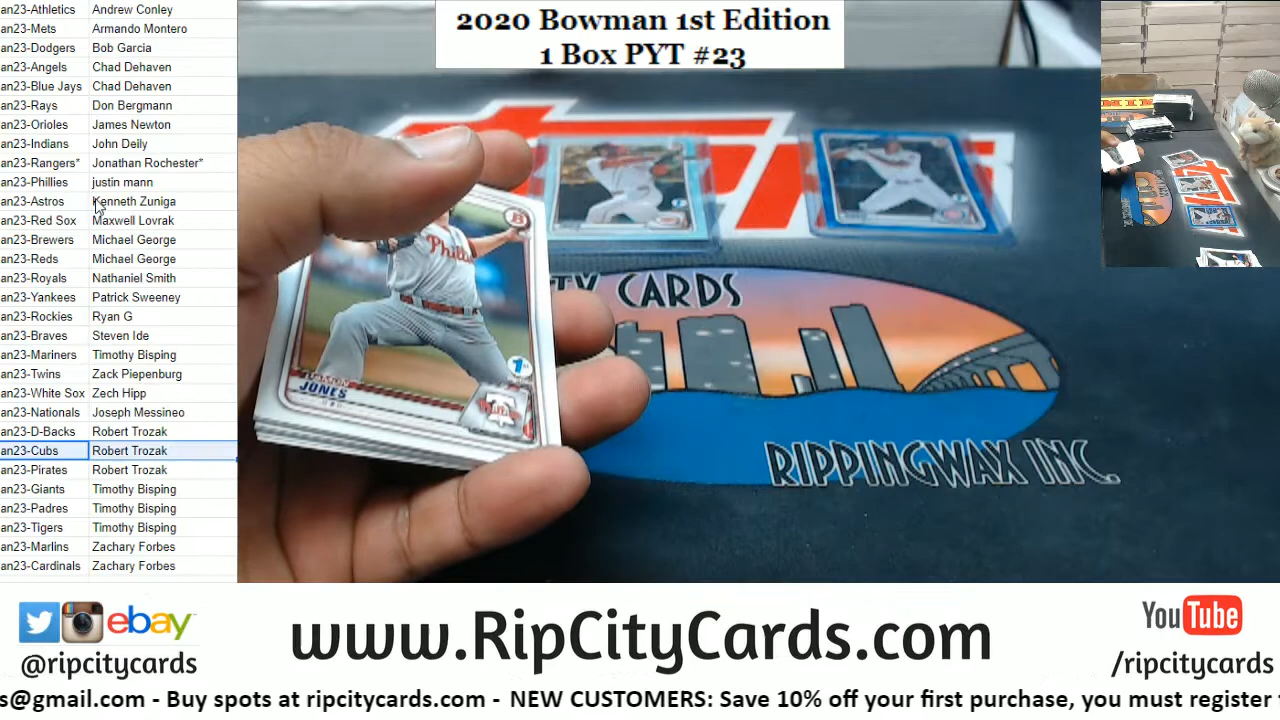 2020 Bowman 1st Edition
1 Box PYT #23
an23-Athletics Andrew Conley
an23-Mets Armando Montero
an23-Dodgers Bob Garcia
an23-Angels Chad Dehaven
an23-Blue Jays Chad Dehaven
an23-Rays Don Bergmann
an23-Orioles James Newton
an23-Indians John Deily
an23-Rangers* Jonathan Rochester*
an23-Phillies justin mann
an23-Astros Kenneth Zuniga
an23-Red Sox Maxwell Lovrak
an23-Brewers Michael George
an23-Reds Michael George
an23-Royals Nathaniel Smith
an23-Yankees Patrick Sweeney
an23-Rockies Ryan G
an23-Braves Steven Ide
an23-Mariners Timothy Bisping
an23-Twins Zack Piepenburg
an23-White Sox Zech Hipp
an23-Nationals Joseph Messineo
an23-D-Backs Robert Trozak
an23-Cubs Robert Trozak
an23-Pirates Robert Trozak
an23-Giants Timothy Bisping
an23-Padres Timothy Bisping
an23-Tigers Timothy Bisping
an23-Marlins Zachary Forbes
an23-Cardinals Zachary Forbes
B
Phillies
1st
JONES
TY CARDS
RIPPINGWAX INC.
ebay
@ripcitycards
www.RipCityCards.com
YouTube
/ripcitycards
s@gmail.com - Buy spots at ripcitycards.com - NEW CUSTOMERS: Save 10% off your first purchase, you must register